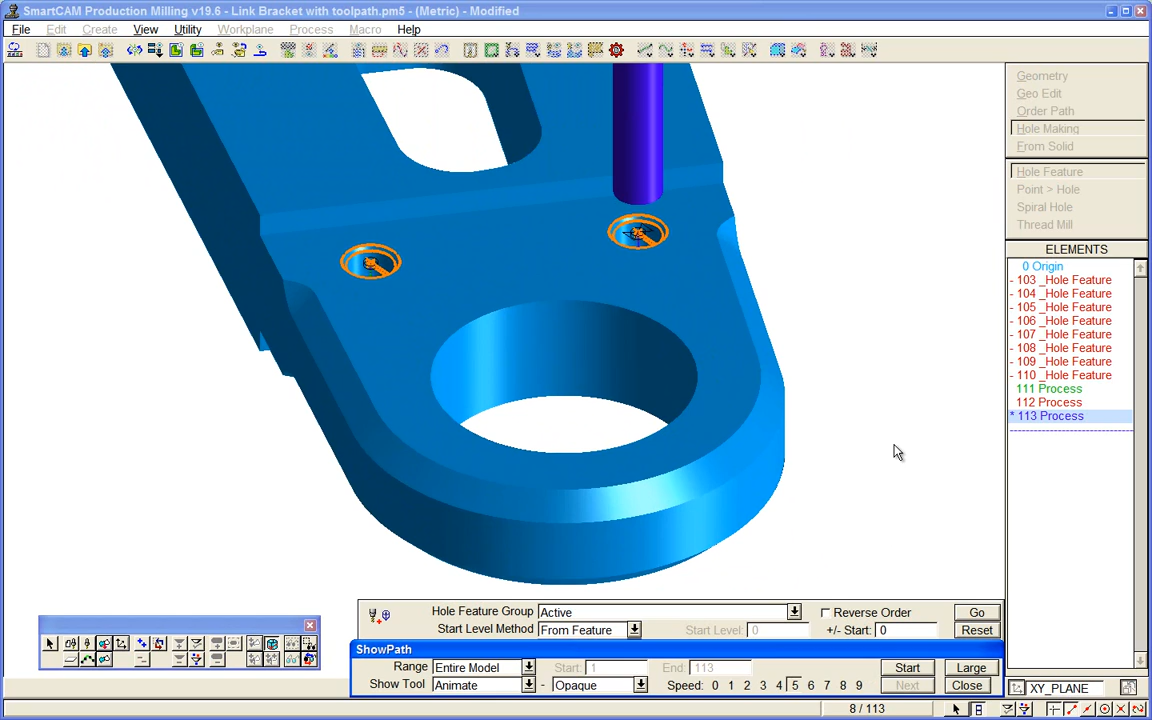 SmartCAM Production Milling v19.6 - Link Bracket with toolpath.pm5 - (Metric) - Modified
File Edit Create View Utility Workplane Process Macro Help
Geometry
Geo Edit
Order Path
Hole Making
From Solid
Hole Feature
Point > Hole
Spiral Hole
Thread Mill
ELEMENTS
0 Origin
- 103 _Hole Feature
- 104 _Hole Feature
- 105 _Hole Feature
- 106 _Hole Feature
- 107 _Hole Feature
- 108 _Hole Feature
- 109 _Hole Feature
- 110 _Hole Feature
111 Process
112 Process
* 113 Process
Hole Feature Group Active Reverse Order Go
Start Level Method From Feature Start Level: 0 +/- Start: 0 Reset
ShowPath
Range Entire Model Start: 1 End: 113 Start Large
Show Tool Animate - Opaque Speed: 0 1 2 3 4 5 6 7 8 9 Next Close
XY_PLANE
8 / 113